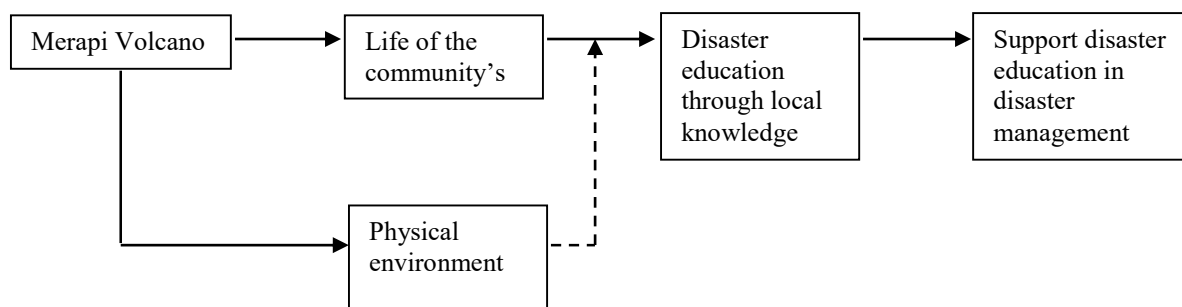 Merapi Volcano
Life of the
community’s
Disaster
education
through local
knowledge
Support disaster
education in
disaster
management
Physical
environment